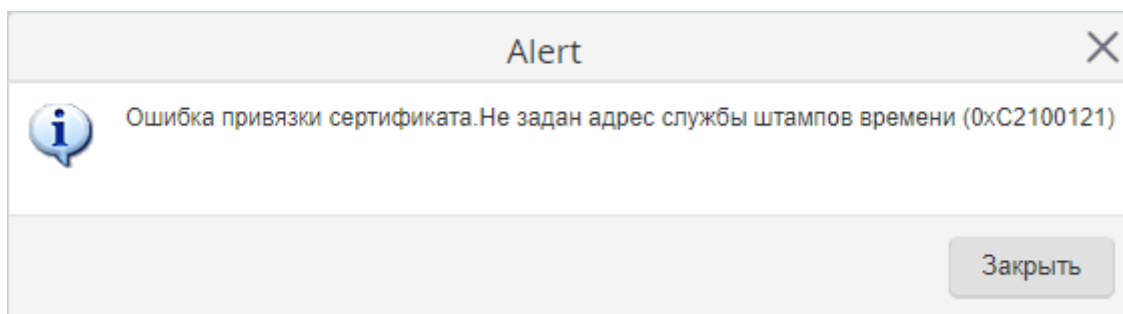 Alert
Ошибка привязки сертификата.Не задан адрес службы штампов времени (0xC2100121)
Закрыть